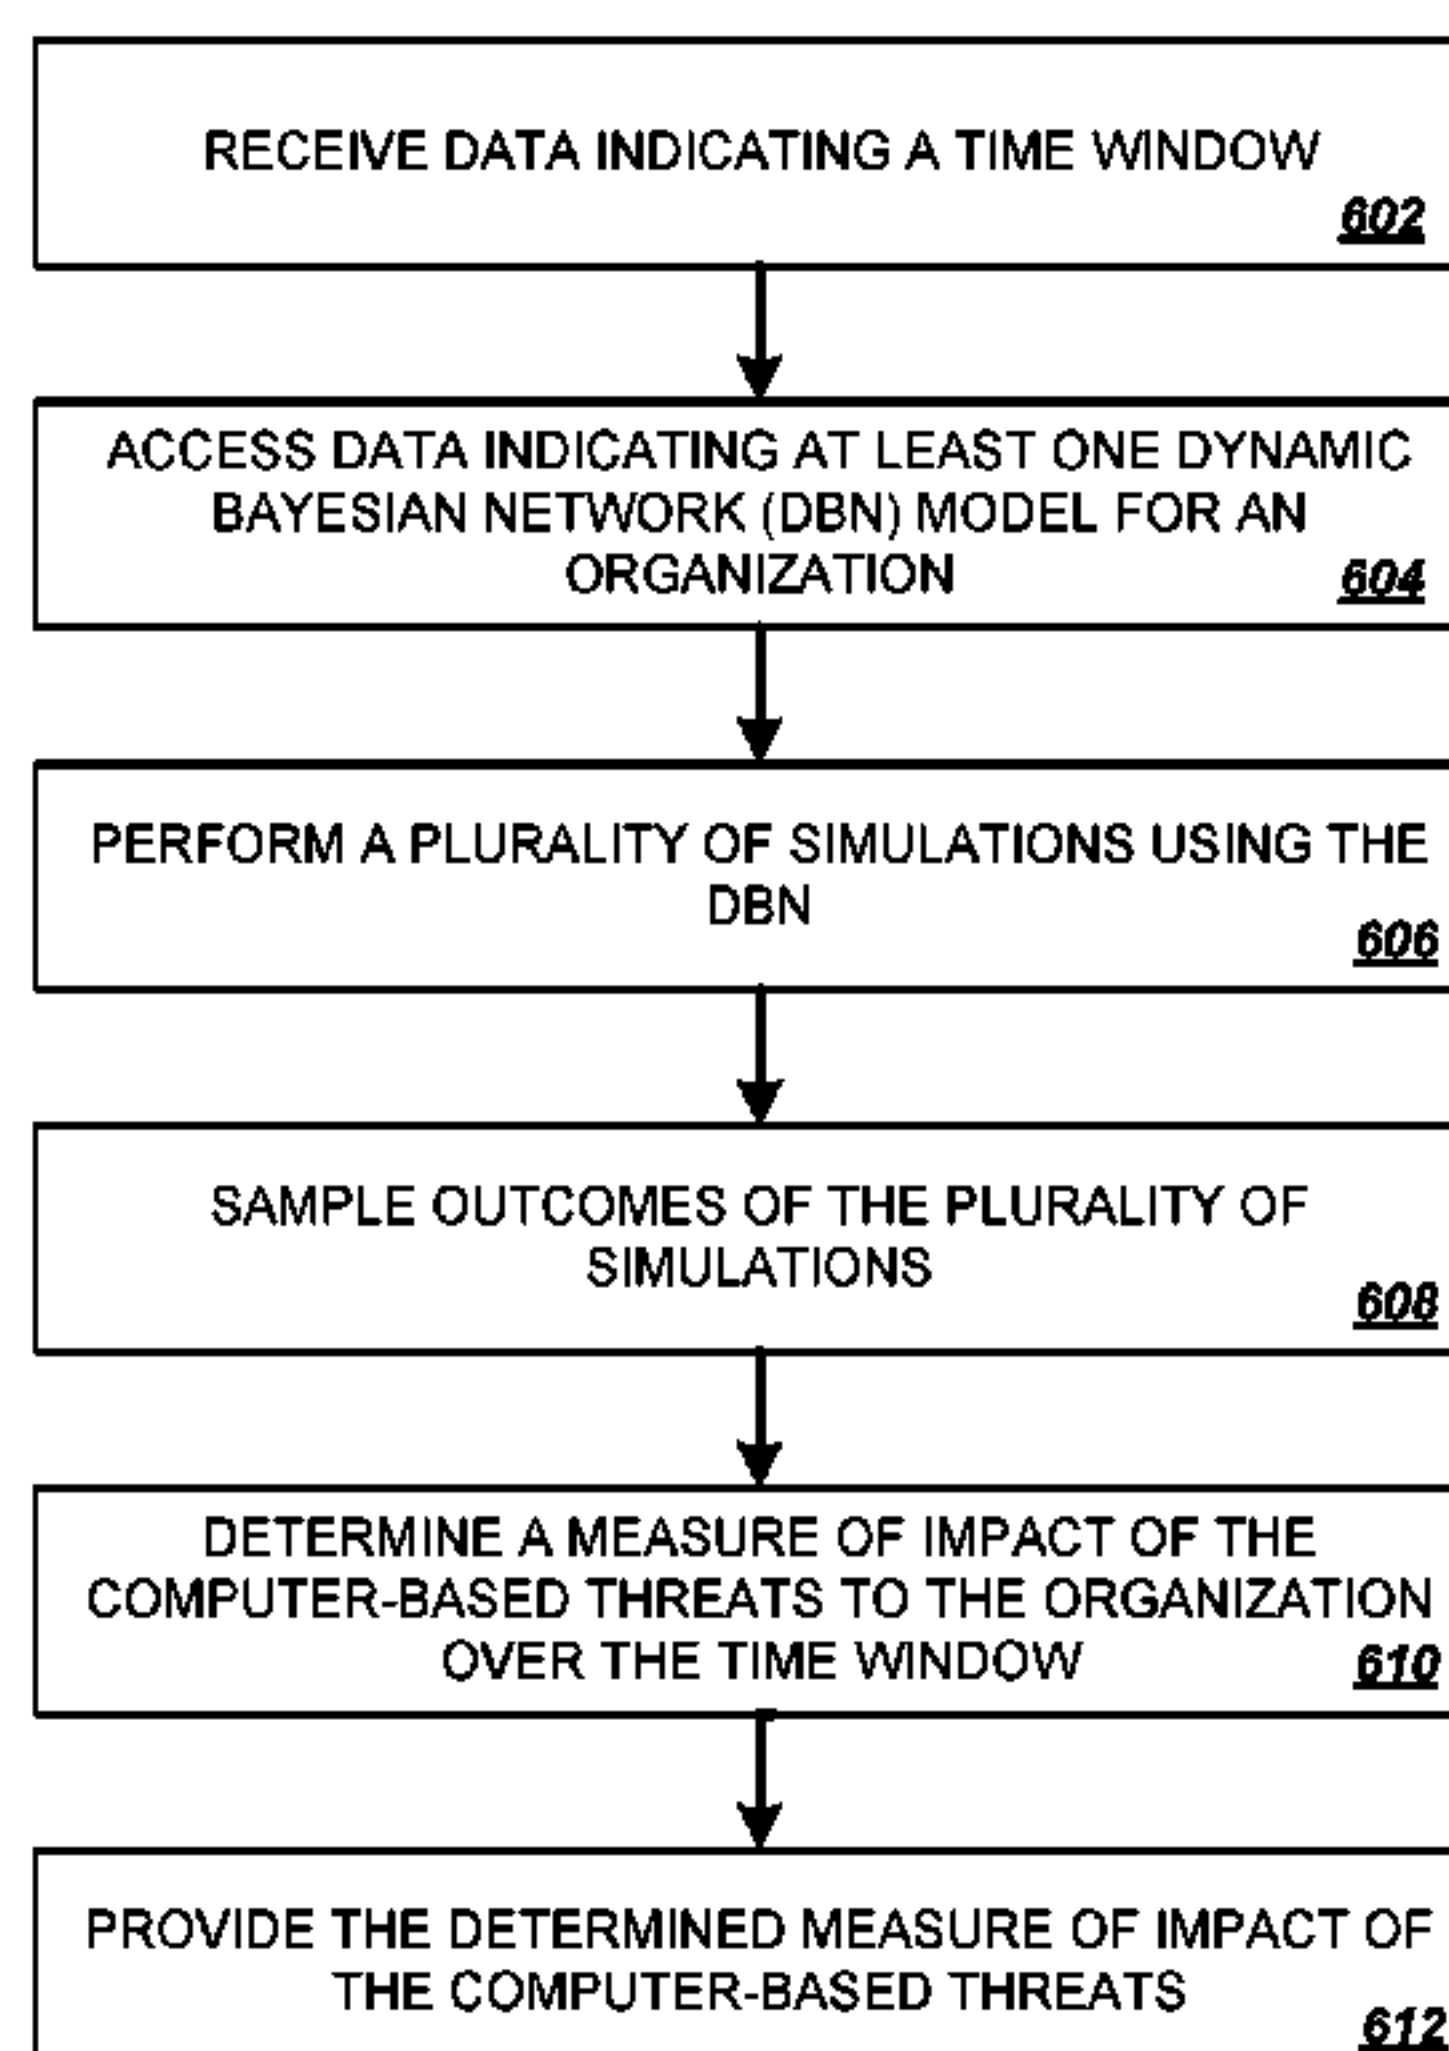 RECEIVE DATA INDICATING A TIME WINDOW
602
ACCESS DATA INDICATING AT LEAST ONE DYNAMIC
BAYESIAN NETWORK (DBN) MODEL FOR AN
ORGANIZATION
604
PERFORM A PLURALITY OF SIMULATIONS USING THE
DBN
606
SAMPLE OUTCOMES OF THE PLURALITY OF
SIMULATIONS
608
DETERMINE A MEASURE OF IMPACT OF THE
COMPUTER-BASED THREATS TO THE ORGANIZATION
OVER THE TIME WINDOW
610
PROVIDE THE DETERMINED MEASURE OF IMPACT OF
THE COMPUTER-BASED THREATS
612